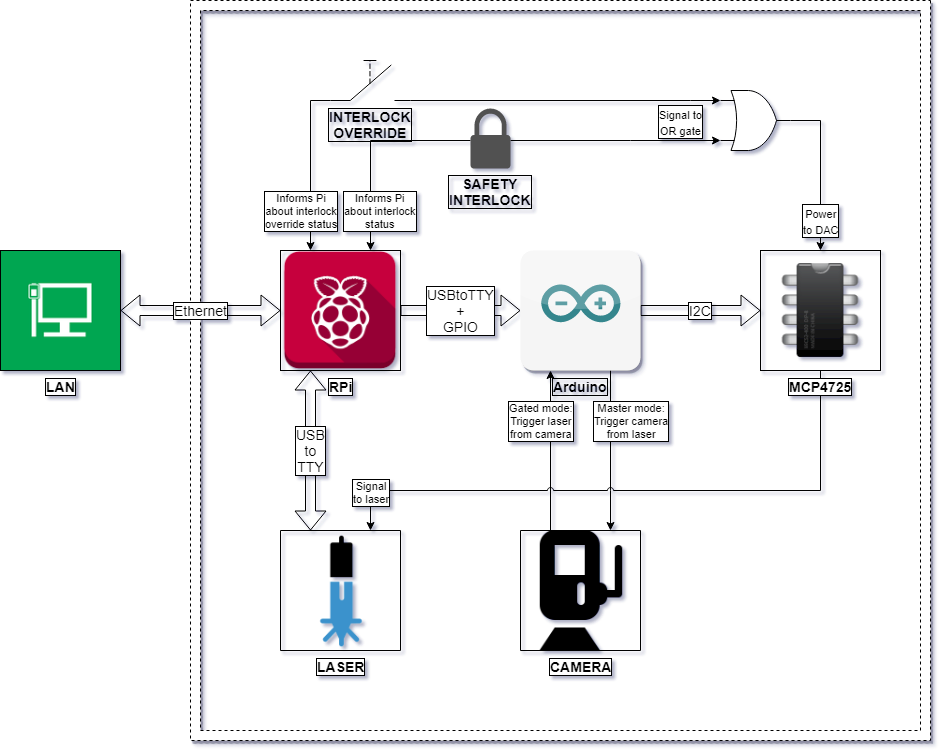 INTERLOCK
OVERRIDE
Signal to
OR gate
SAFETY
INTERLOCK
Informs Pi
about interlock
override status
Informs Pi
about interlock
status
Power
to DAC
Ethernet
USBtoTTY
+
GPIO
I2C
LAN
RPi
Arduino
MCP4725
Gated mode:
Trigger laser
from camera
Master mode:
Trigger camera
from laser
USB
to
TTY
Signal
to laser
LASER
CAMERA